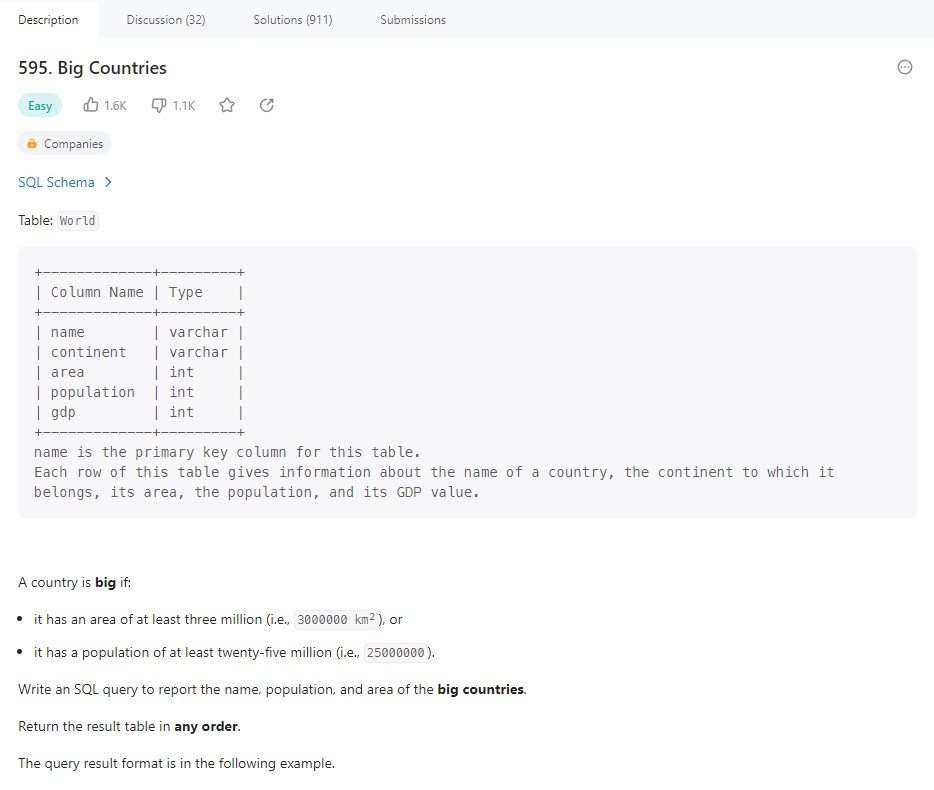 Description Discussion (32) Solutions (911) Submissions
595. Big Countries
Easy 1.6K 1.1K
Companies
SQL Schema >
Table: World
+-------------+---------+
| Column Name | Type    |
+-------------+---------+
| name        | varchar |
| continent   | varchar |
| area        | int     |
| population  | int     |
| gdp         | int     |
+-------------+---------+
name is the primary key column for this table.
Each row of this table gives information about the name of a country, the continent to which it
belongs, its area, the population, and its GDP value.
A country is big if:
• it has an area of at least three million (i.e., 3000000 km²), or
• it has a population of at least twenty-five million (i.e., 25000000).
Write an SQL query to report the name, population, and area of the big countries.
Return the result table in any order.
The query result format is in the following example.